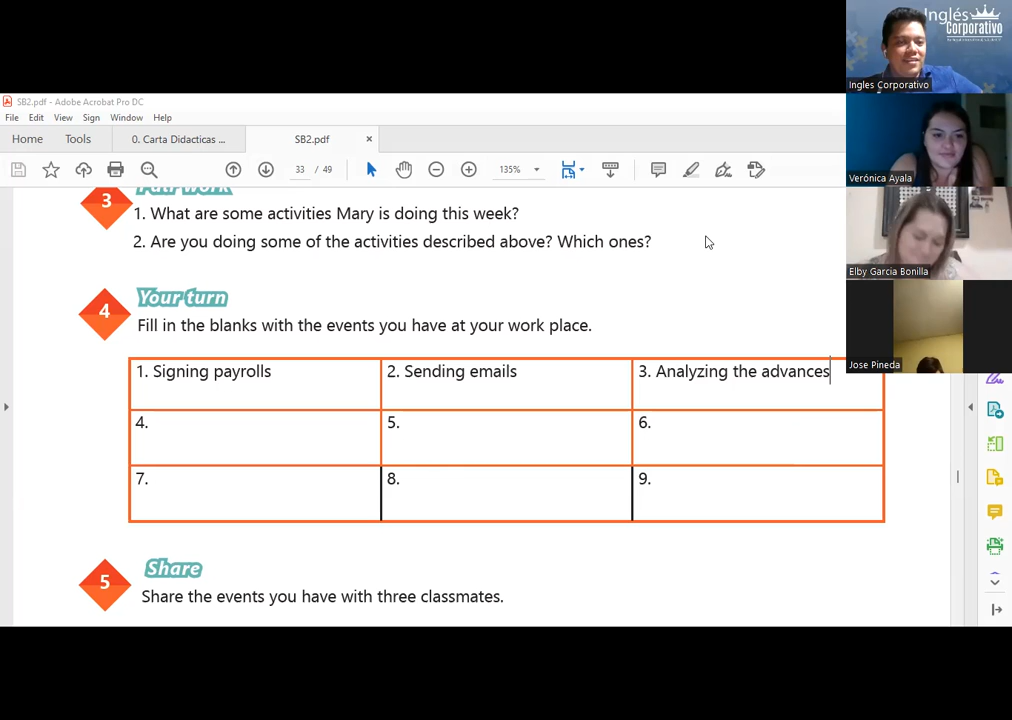 Inglés
Corporativo
Ingles Corporativo
SB2.pdf - Adobe Acrobat Pro DC
File Edit View Sign Window Help
Home Tools 0. Carta Didacticas ... SB2.pdf ×
33 / 49 135%
Verónica Ayala
3 Pair work
1. What are some activities Mary is doing this week?
2. Are you doing some of the activities described above? Which ones?
Elby Garcia Bonilla
4 Your turn
Fill in the blanks with the events you have at your work place.
Jose Pineda
1. Signing payrolls 2. Sending emails 3. Analyzing the advances
4. 5. 6.
7. 8. 9.
5 Share
Share the events you have with three classmates.